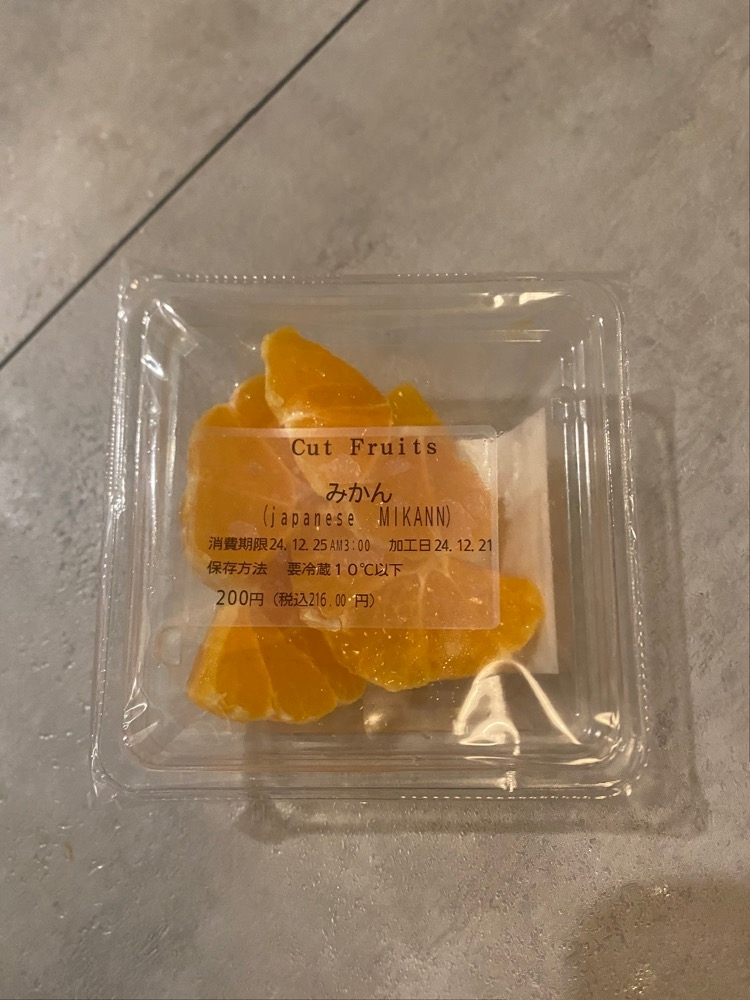 Cut Fruits
みかん
(japanese MIKANN)
消費期限24.12.25AM3:00 加工日24.12.21
保存方法 要冷蔵10℃以下
200円(税込216.00円)